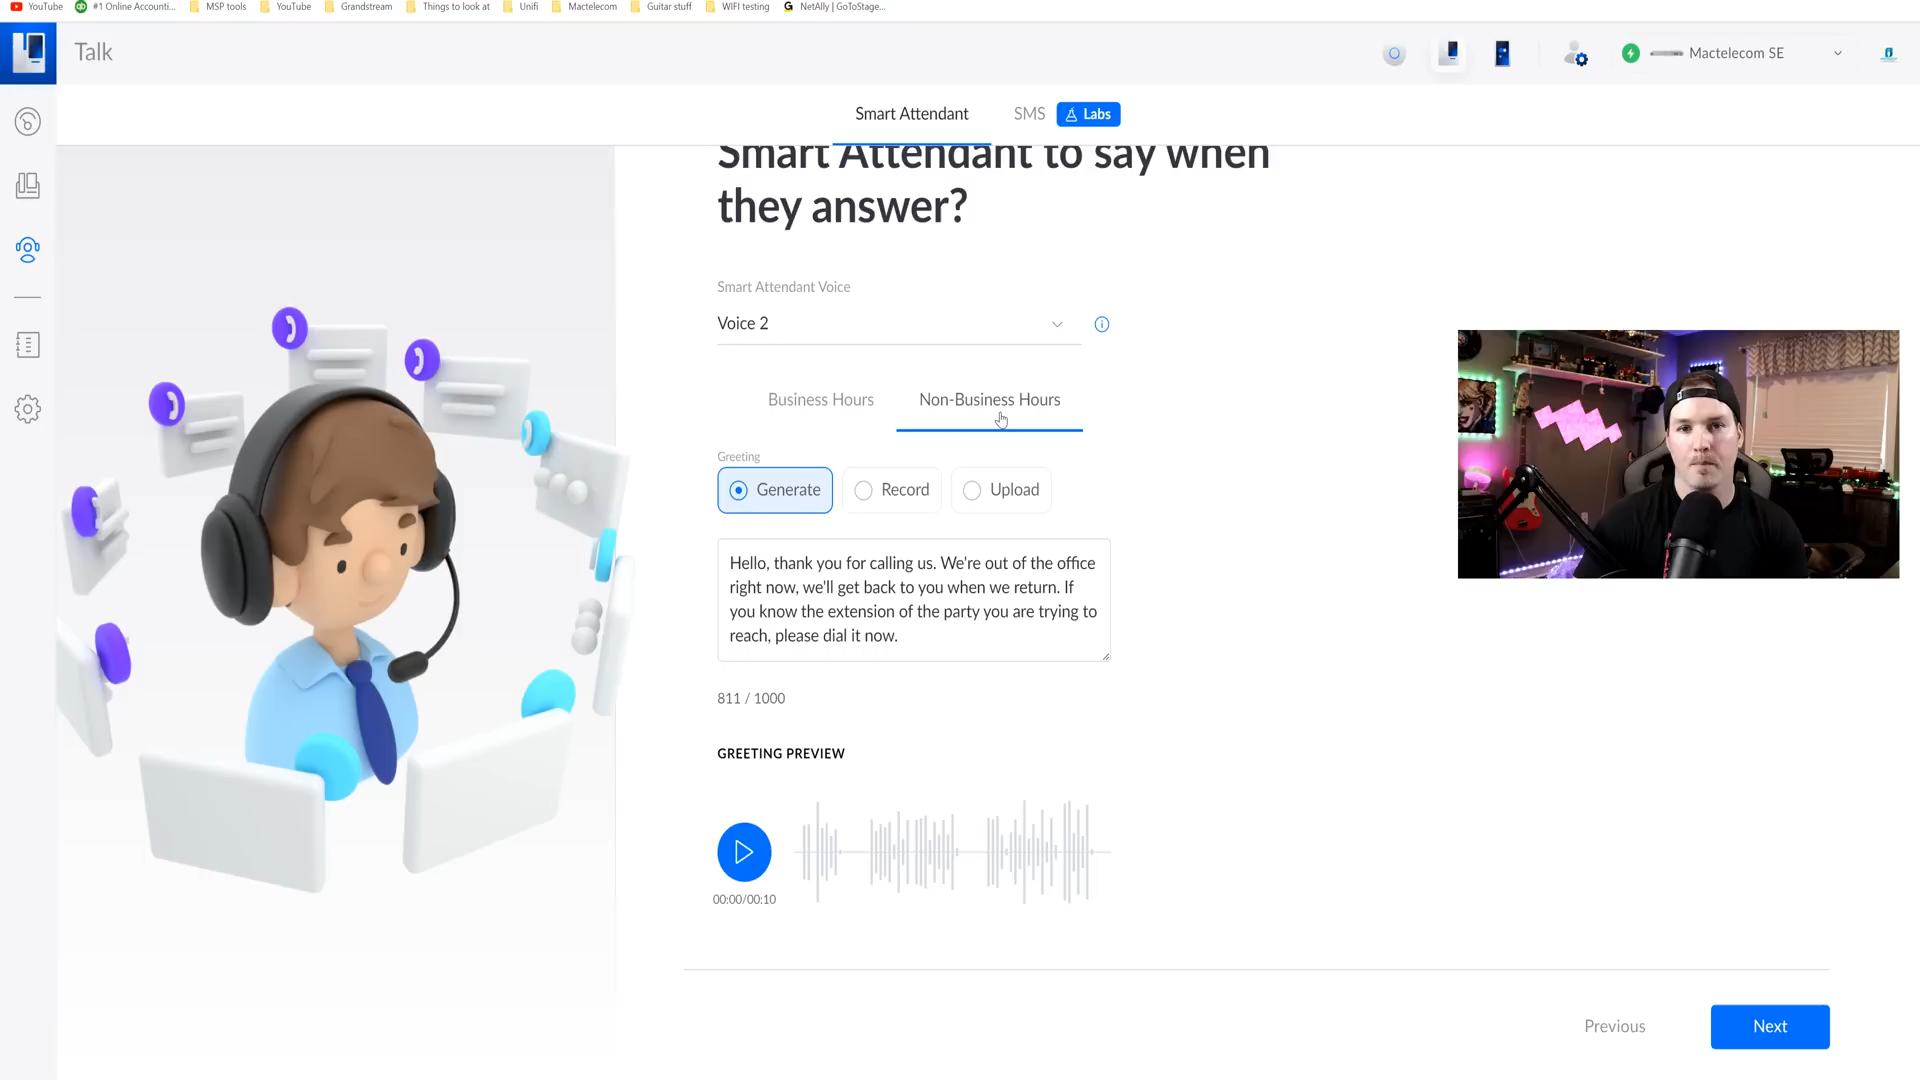 YouTube #1 Online Accounti... MSP tools YouTube Grandstream Things to look at Unifi Mactelecom Guitar stuff WIFI testing NetAlly | GoToStage...
Talk
Mactelecom SE
Smart Attendant SMS Labs
Smart Attendant to say when
they answer?
Smart Attendant Voice
Voice 2
Business Hours Non-Business Hours
Greeting
Generate Record Upload
Hello, thank you for calling us. We're out of the office
right now, we'll get back to you when we return. If
you know the extension of the party you are trying to
reach, please dial it now.
811 / 1000
GREETING PREVIEW
00:00/00:10
Previous Next